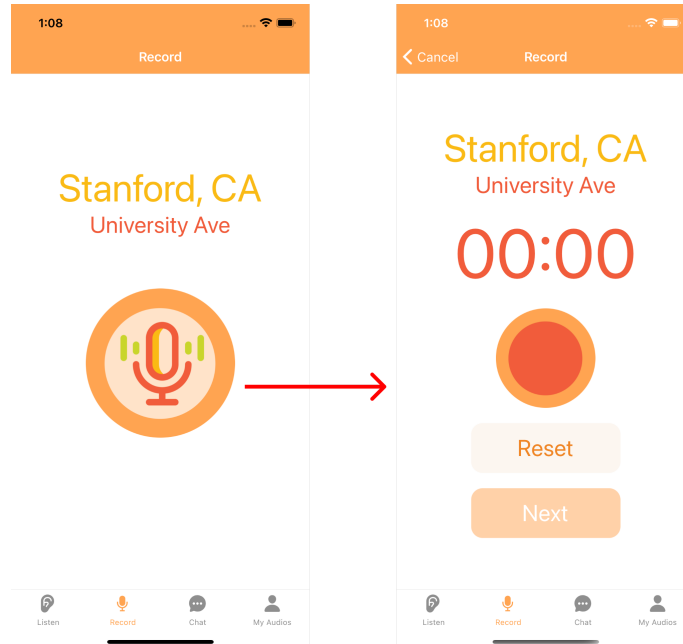 1:08
Record
Stanford, CA
University Ave
Listen
Record
Chat
My Audios
1:08
Cancel
Record
Stanford, CA
University Ave
00:00
Reset
Next
Listen
Record
Chat
My Audios